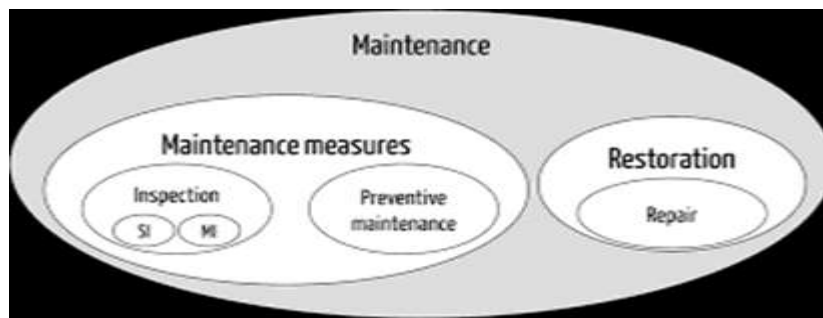 Maintenance
Maintenance measures
Restoration
Inspection
SI
MI
Preventive
maintenance
Repair